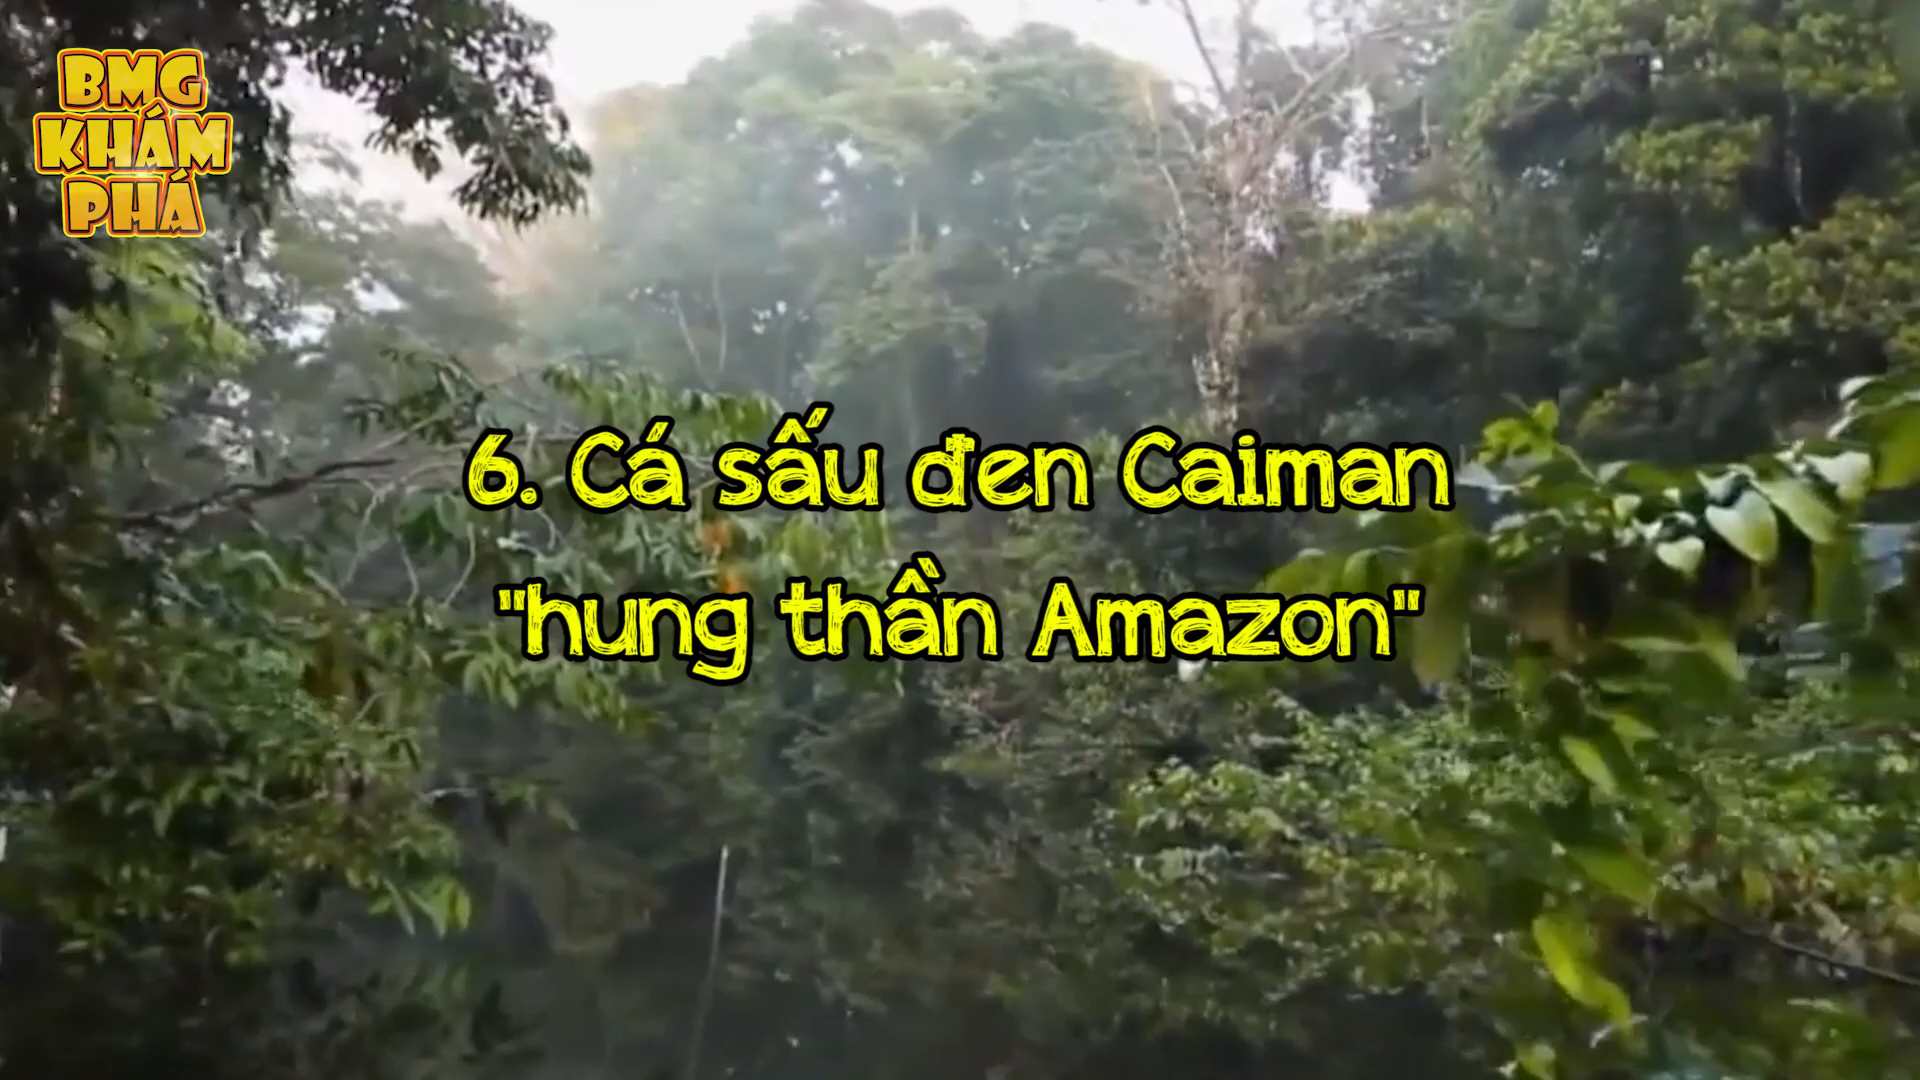 BMG
KHÁM
PHÁ
6. Cá sấu đen Caiman
"hung thần Amazon"